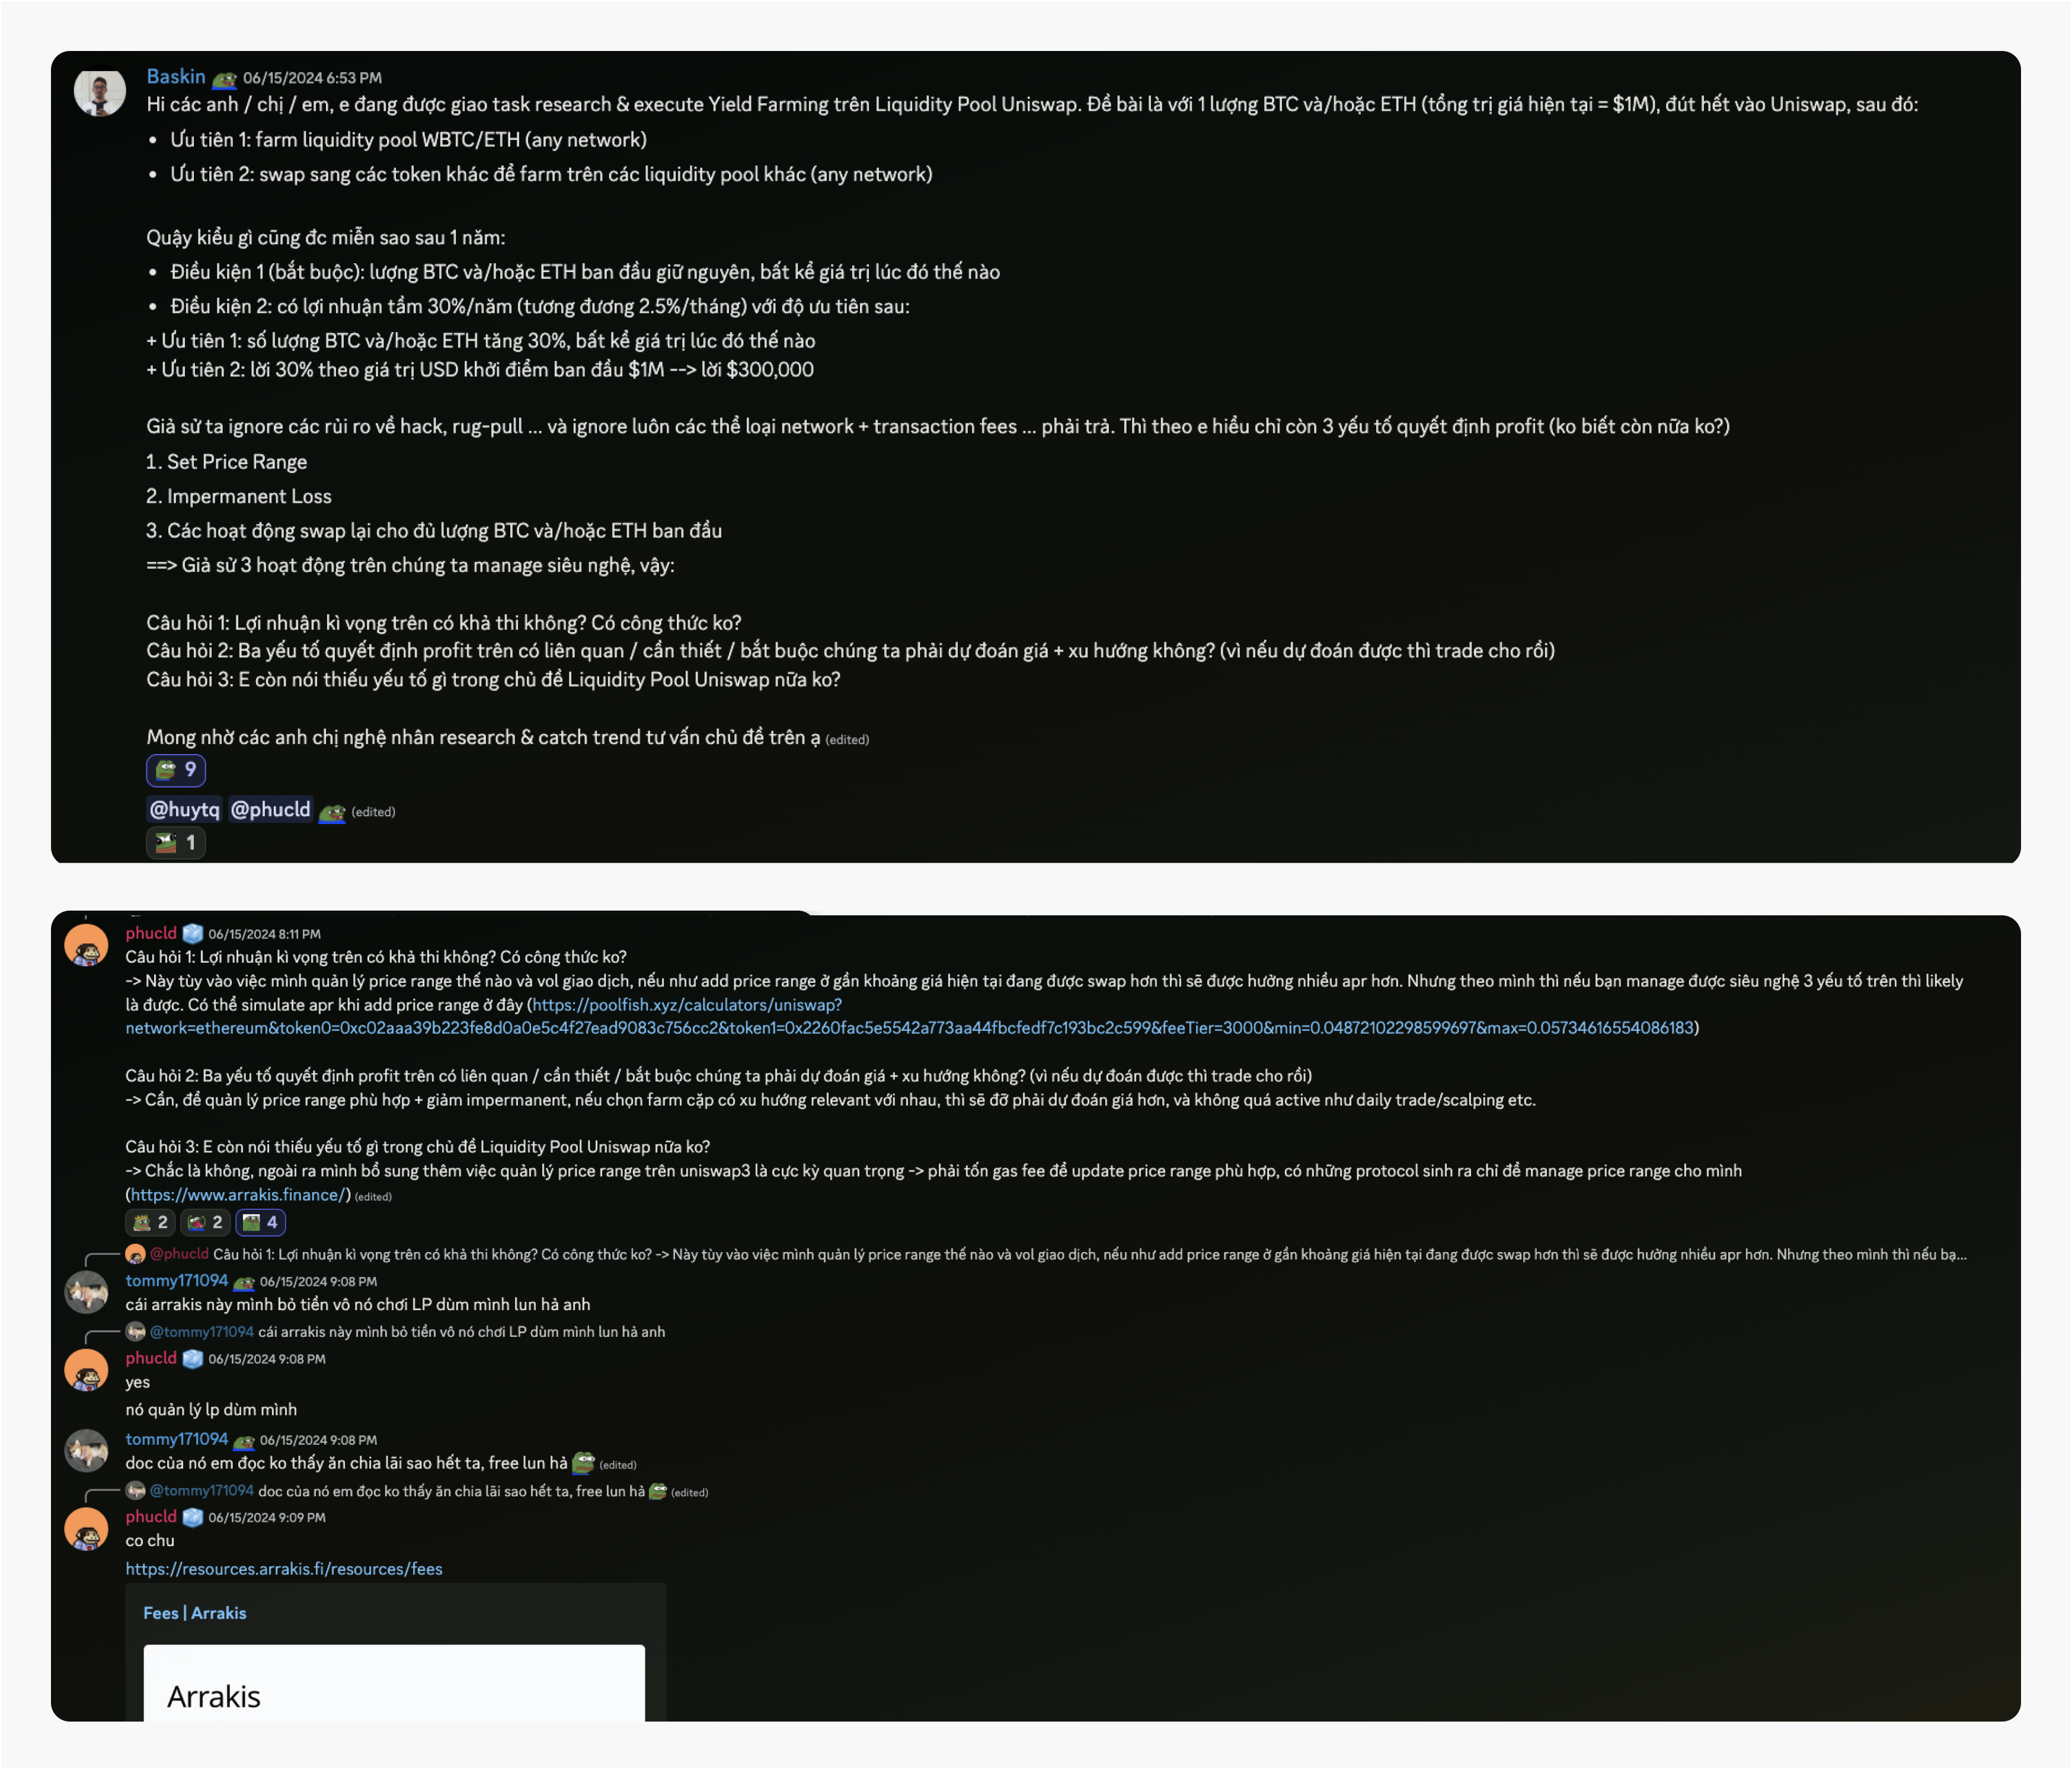 Baskin 06/15/2024 6:53 PM
Hi các anh / chị / em, e đang được giao task research & execute Yield Farming trên Liquidity Pool Uniswap. Đề bài là với 1 lượng BTC và/hoặc ETH (tổng trị giá hiện tại = $1M), đút hết vào Uniswap, sau đó:
• Ưu tiên 1: farm liquidity pool WBTC/ETH (any network)
• Ưu tiên 2: swap sang các token khác để farm trên các liquidity pool khác (any network)
Quậy kiểu gì cũng đc miễn sao sau 1 năm:
• Điều kiện 1 (bắt buộc): lượng BTC và/hoặc ETH ban đầu giữ nguyên, bất kể giá trị lúc đó thế nào
• Điều kiện 2: có lợi nhuận tầm 30%/năm (tương đương 2.5%/tháng) với độ ưu tiên sau:
+ Ưu tiên 1: số lượng BTC và/hoặc ETH tăng 30%, bất kể giá trị lúc đó thế nào
+ Ưu tiên 2: lời 30% theo giá trị USD khởi điểm ban đầu $1M --> lời $300,000
Giả sử ta ignore các rủi ro về hack, rug-pull ... và ignore luôn các thể loại network + transaction fees ... phải trả. Thì theo e hiểu chỉ còn 3 yếu tố quyết định profit (ko biết còn nữa ko?)
1. Set Price Range
2. Impermanent Loss
3. Các hoạt động swap lại cho đủ lượng BTC và/hoặc ETH ban đầu
==> Giả sử 3 hoạt động trên chúng ta manage siêu nghệ, vậy:
Câu hỏi 1: Lợi nhuận kì vọng trên có khả thi không? Có công thức ko?
Câu hỏi 2: Ba yếu tố quyết định profit trên có liên quan / cần thiết / bắt buộc chúng ta phải dự đoán giá + xu hướng không? (vì nếu dự đoán được thì trade cho rồi)
Câu hỏi 3: E còn nói thiếu yếu tố gì trong chủ đề Liquidity Pool Uniswap nữa ko?
Mong nhờ các anh chị nghệ nhân research & catch trend tư vấn chủ đề trên ạ (edited)
9
@huytq @phucld (edited)
1
phucld 06/15/2024 8:11 PM
Câu hỏi 1: Lợi nhuận kì vọng trên có khả thi không? Có công thức ko?
-> Này tùy vào việc mình quản lý price range thế nào và vol giao dịch, nếu như add price range ở gần khoảng giá hiện tại đang được swap hơn thì sẽ được hưởng nhiều apr hơn. Nhưng theo mình thì nếu bạn manage được siêu nghệ 3 yếu tố trên thì likely
là được. Có thể simulate apr khi add price range ở đây (https://poolfish.xyz/calculators/uniswap?
network=ethereum&token0=0xc02aaa39b223fe8d0a0e5c4f27ead9083c756cc2&token1=0x2260fac5e5542a773aa44fbcfedf7c193bc2c599&feeTier=3000&min=0.04872102298599697&max=0.05734616554086183)
Câu hỏi 2: Ba yếu tố quyết định profit trên có liên quan / cần thiết / bắt buộc chúng ta phải dự đoán giá + xu hướng không? (vì nếu dự đoán được thì trade cho rồi)
-> Cần, để quản lý price range phù hợp + giảm impermanent, nếu chọn farm cặp có xu hướng relevant với nhau, thì sẽ đỡ phải dự đoán giá hơn, và không quá active như daily trade/scalping etc.
Câu hỏi 3: E còn nói thiếu yếu tố gì trong chủ đề Liquidity Pool Uniswap nữa ko?
-> Chắc là không, ngoài ra mình bổ sung thêm việc quản lý price range trên uniswap3 là cực kỳ quan trọng -> phải tốn gas fee để update price range phù hợp, có những protocol sinh ra chỉ để manage price range cho mình
(https://www.arrakis.finance/) (edited)
2 2 4
@phucld Câu hỏi 1: Lợi nhuận kì vọng trên có khả thi không? Có công thức ko? -> Này tùy vào việc mình quản lý price range thế nào và vol giao dịch, nếu như add price range ở gần khoảng giá hiện tại đang được swap hơn thì sẽ được hưởng nhiều apr hơn. Nhưng theo mình thì nếu bạ...
tommy171094 06/15/2024 9:08 PM
cái arrakis này mình bỏ tiền vô nó chơi LP dùm mình lun hả anh
@tommy171094 cái arrakis này mình bỏ tiền vô nó chơi LP dùm mình lun hả anh
phucld 06/15/2024 9:08 PM
yes
nó quản lý lp dùm mình
tommy171094 06/15/2024 9:08 PM
doc của nó em đọc ko thấy ăn chia lãi sao hết ta, free lun hả (edited)
@tommy171094 doc của nó em đọc ko thấy ăn chia lãi sao hết ta, free lun hả (edited)
phucld 06/15/2024 9:09 PM
co chu
https://resources.arrakis.fi/resources/fees
Fees | Arrakis
Arrakis